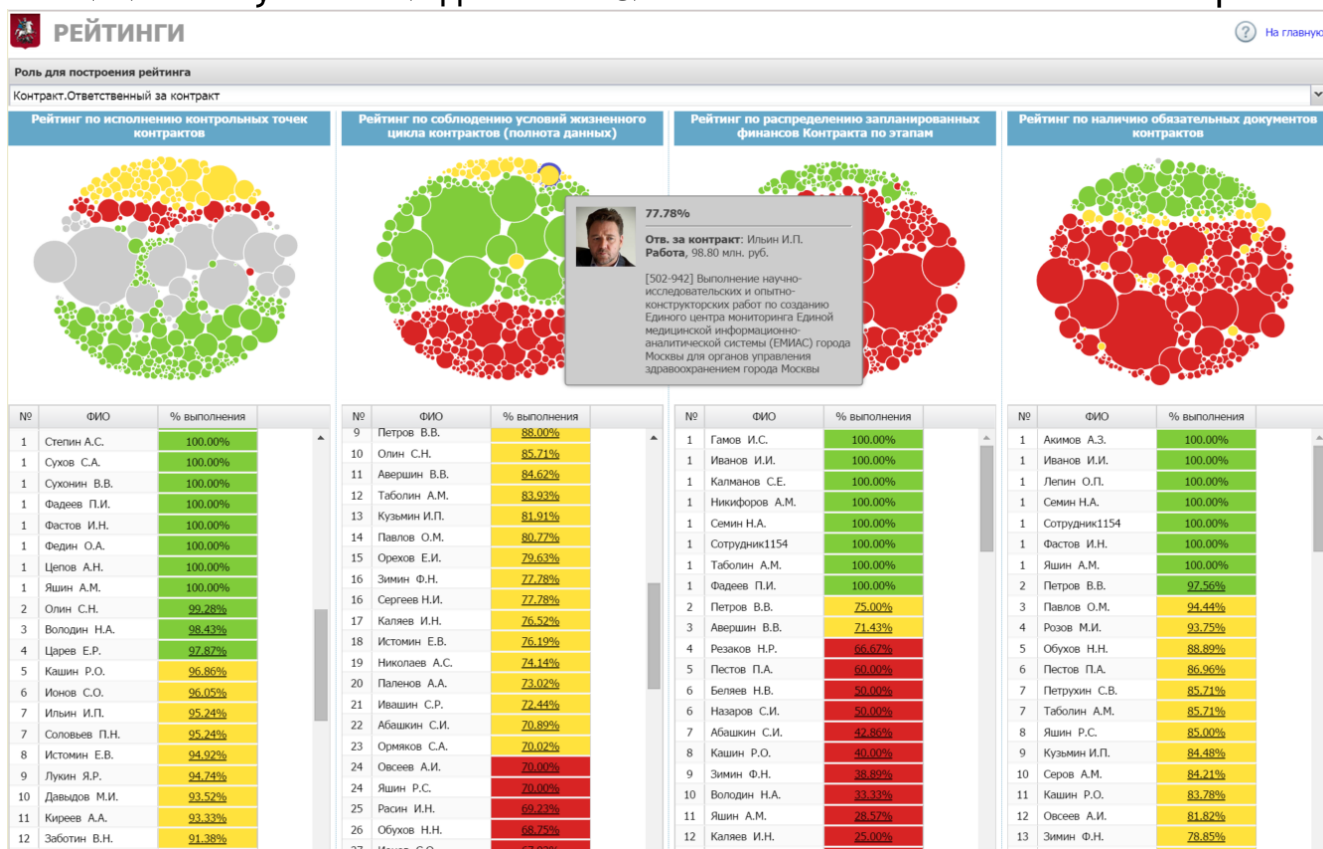 РЕЙТИНГИ
? На главную
Роль для построения рейтинга
Контракт.Ответственный за контракт
Рейтинг по исполнению контрольных точек
контрактов
Рейтинг по соблюдению условий жизненного
цикла контрактов (полнота данных)
Рейтинг по распределению запланированных
финансов Контракта по этапам
Рейтинг по наличию обязательных документов
контрактов
77.78%
Отв. за контракт: Ильин И.П.
Работа, 98.80 млн. руб.
[502-942] Выполнение научно-
исследовательских и опытно-
конструкторских работ по созданию
Единого центра мониторинга Единой
медицинской информационно-
аналитической системы (ЕМИАС) города
Москвы для органов управления
здравоохранением города Москвы
№ ФИО % выполнения
1 Степин А.С. 100.00%
1 Сухов С.А. 100.00%
1 Сухонин В.В. 100.00%
1 Фадеев П.И. 100.00%
1 Фастов И.Н. 100.00%
1 Федин О.А. 100.00%
1 Цепов А.Н. 100.00%
1 Яшин А.М. 100.00%
2 Олин С.Н. 99.28%
3 Володин Н.А. 98.43%
4 Царев Е.Р. 97.87%
5 Кашин Р.О. 96.86%
6 Ионов С.О. 96.05%
7 Ильин И.П. 95.24%
7 Соловьев П.Н. 95.24%
8 Истомин Е.В. 94.92%
9 Лукин Я.Р. 94.74%
10 Давыдов М.И. 93.52%
11 Киреев А.А. 93.33%
12 Заботин В.Н. 91.38%
№ ФИО % выполнения
9 Петров В.В. 88.00%
10 Олин С.Н. 85.71%
11 Авершин В.В. 84.62%
12 Таболин А.М. 83.93%
13 Кузьмин И.П. 81.91%
14 Павлов О.М. 80.77%
15 Орехов Е.И. 79.63%
16 Зимин Ф.Н. 77.78%
16 Сергеев Н.И. 77.78%
17 Каляев И.Н. 76.52%
18 Истомин Е.В. 76.19%
19 Николаев А.С. 74.14%
20 Паленов А.А. 73.02%
21 Ивашин С.Р. 72.44%
22 Абашкин С.И. 70.89%
23 Ормяков С.А. 70.02%
24 Овсеев А.И. 70.00%
24 Яшин Р.С. 70.00%
25 Расин И.Н. 69.23%
26 Обухов Н.Н. 68.75%
№ ФИО % выполнения
1 Гамов И.С. 100.00%
1 Иванов И.И. 100.00%
1 Калманов С.Е. 100.00%
1 Никифоров А.М. 100.00%
1 Семин Н.А. 100.00%
1 Сотрудник1154 100.00%
1 Таболин А.М. 100.00%
1 Фадеев П.И. 100.00%
2 Петров В.В. 75.00%
3 Авершин В.В. 71.43%
4 Резаков Н.Р. 66.67%
5 Пестов П.А. 60.00%
6 Беляев Н.В. 50.00%
6 Назаров С.И. 50.00%
7 Абашкин С.И. 42.86%
8 Кашин Р.О. 40.00%
9 Зимин Ф.Н. 38.89%
10 Володин Н.А. 33.33%
11 Яшин А.М. 28.57%
12 Каляев И.Н. 25.00%
№ ФИО % выполнения
1 Акимов А.З. 100.00%
1 Иванов И.И. 100.00%
1 Лепин О.П. 100.00%
1 Семин Н.А. 100.00%
1 Сотрудник1154 100.00%
1 Фастов И.Н. 100.00%
1 Яшин А.М. 100.00%
2 Петров В.В. 97.56%
3 Павлов О.М. 94.44%
4 Розов М.И. 93.75%
5 Обухов Н.Н. 88.89%
6 Пестов П.А. 86.96%
7 Петрухин С.В. 85.71%
7 Таболин А.М. 85.71%
8 Яшин Р.С. 85.00%
9 Кузьмин И.П. 84.48%
10 Серов А.М. 84.21%
11 Кашин Р.О. 83.78%
12 Овсеев А.И. 81.82%
13 Зимин Ф.Н. 78.85%